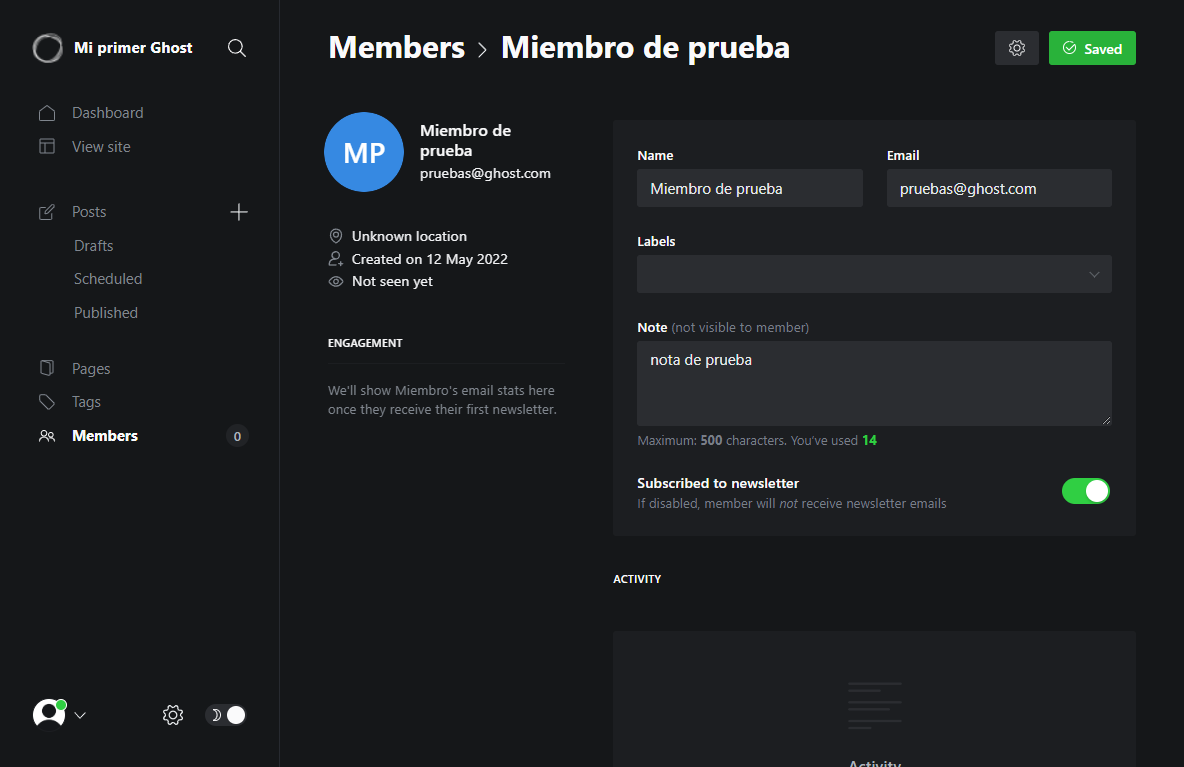 Mi primer Ghost
Dashboard
View site
Posts
Drafts
Scheduled
Published
Pages
Tags
Members
0
Members > Miembro de prueba
Saved
MP
Miembro de
prueba
pruebas@ghost.com
Unknown location
Created on 12 May 2022
Not seen yet
ENGAGEMENT
We'll show Miembro's email stats here
once they receive their first newsletter.
Name
Miembro de prueba
Email
pruebas@ghost.com
Labels
Note (not visible to member)
nota de prueba
Maximum: 500 characters. You've used 14
Subscribed to newsletter
If disabled, member will not receive newsletter emails
ACTIVITY
Activity